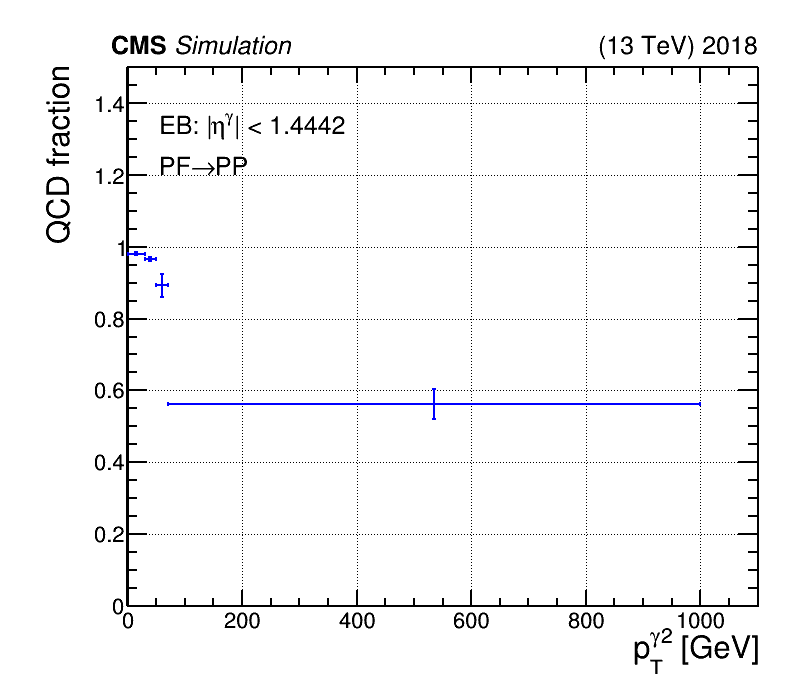 CMS Simulation (13 TeV) 2018
QCD fraction
EB: |η^γ| < 1.4442
PF→PP
1.4
1.2
1
0.8
0.6
0.4
0.2
0
0 200 400 600 800 1000
p_T^γ2 [GeV]